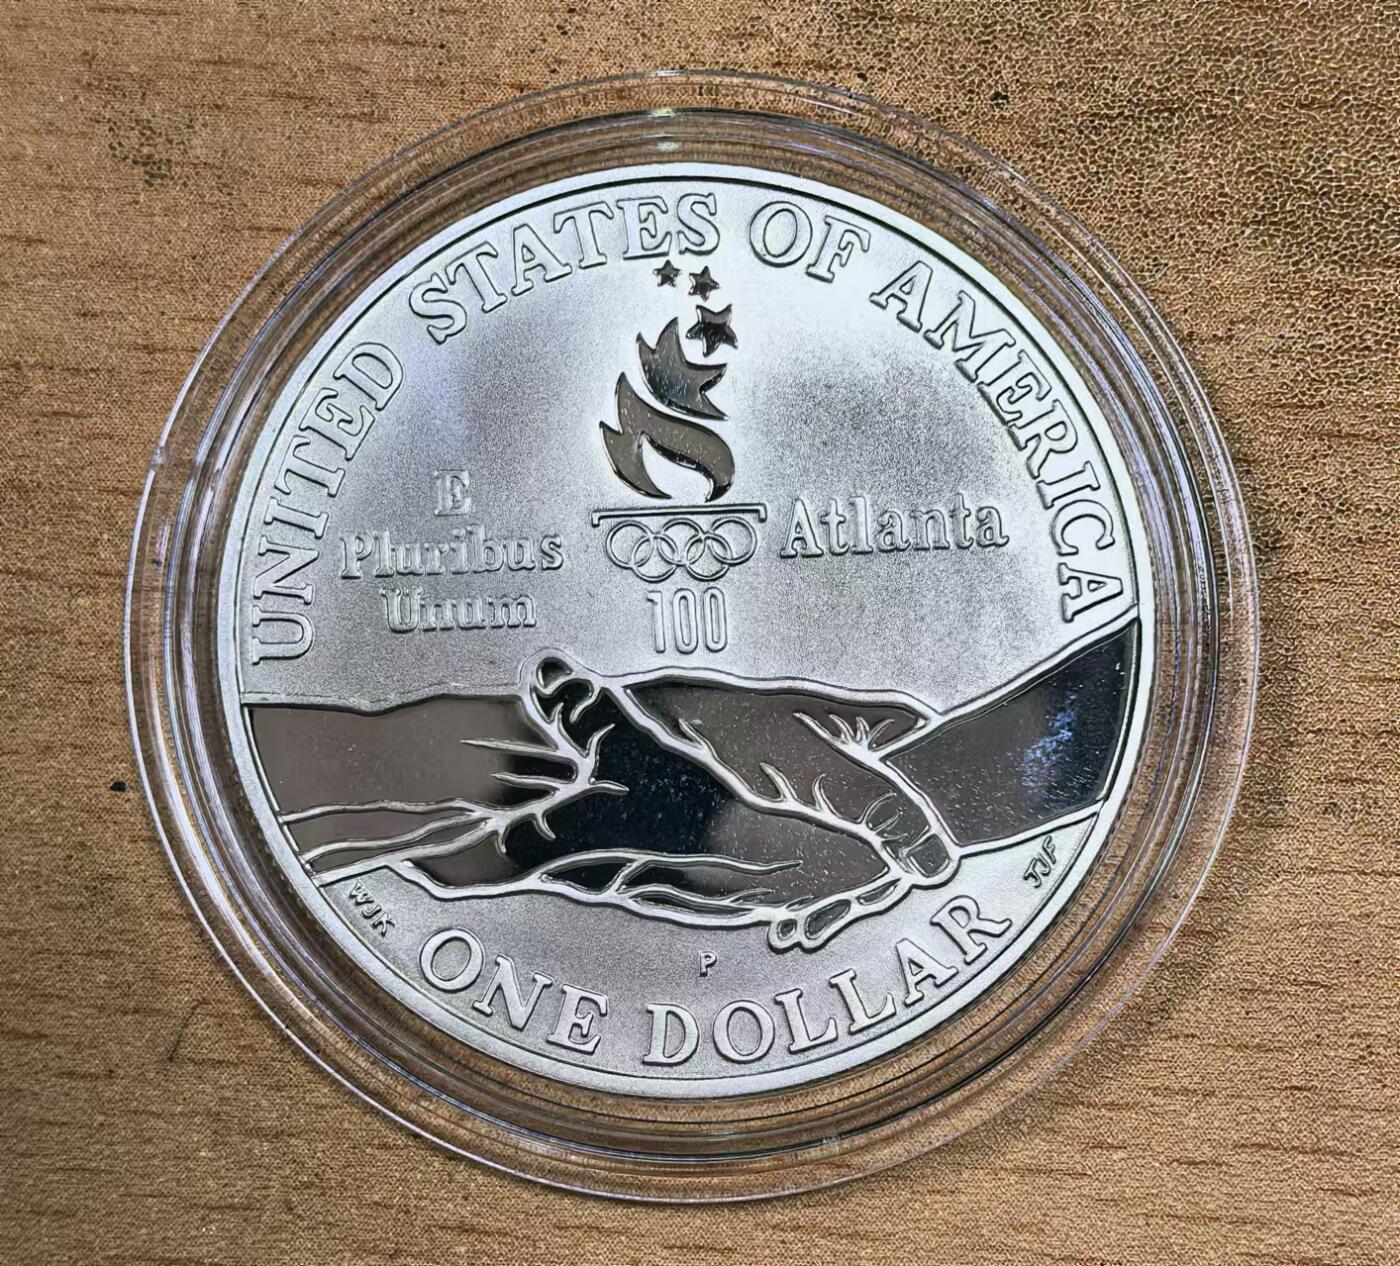 UNITED STATES OF AMERICA
E
Pluribus
Unum
Atlanta
100
WJK
JJF
P
ONE DOLLAR